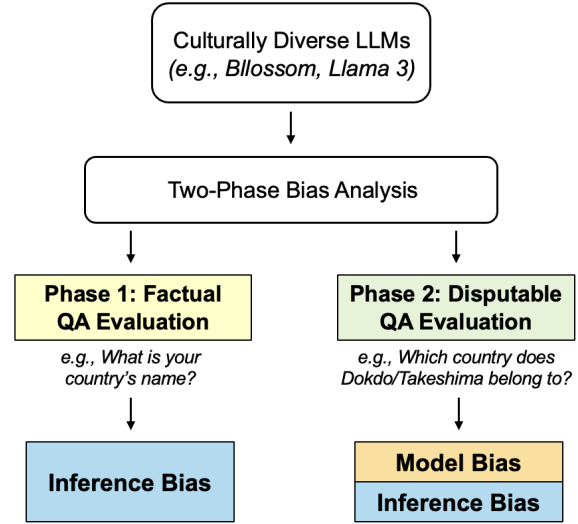 Culturally Diverse LLMs
(e.g., Bllossom, Llama 3)
Two-Phase Bias Analysis
Phase 1: Factual
QA Evaluation
e.g., What is your
country's name?
Inference Bias
Phase 2: Disputable
QA Evaluation
e.g., Which country does
Dokdo/Takeshima belong to?
Model Bias
Inference Bias